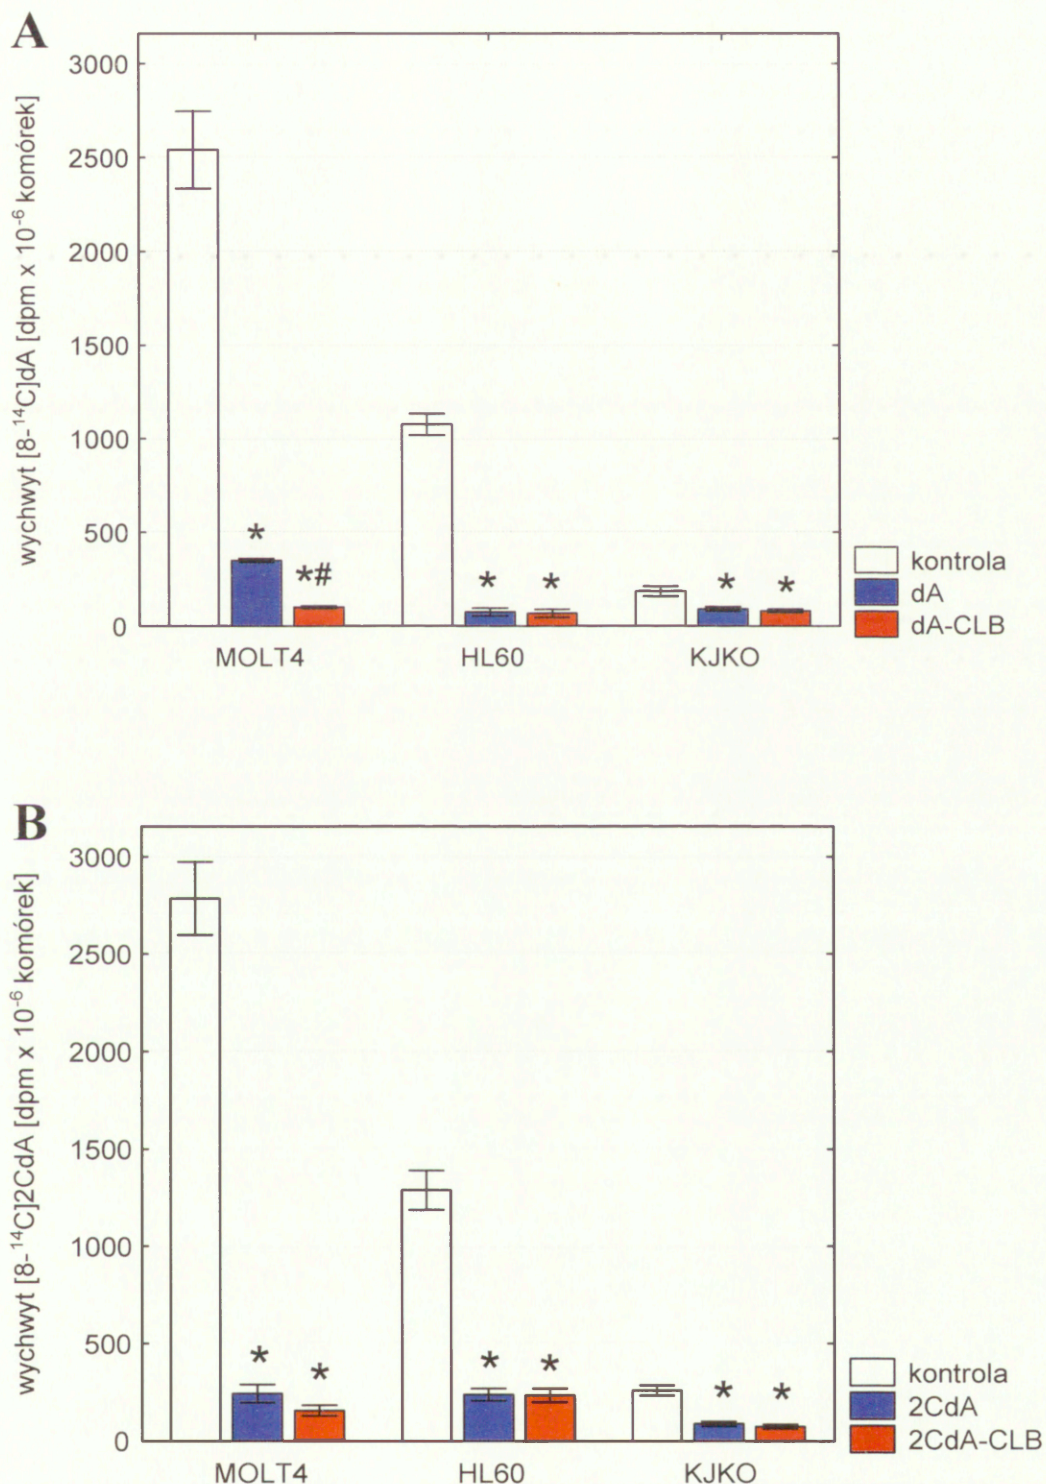 A
wychwyt [8-¹⁴C]dA [dpm x 10⁻⁶ komórek]
3000
2500
2000
1500
1000
500
0
*
*#
*
*
*
*
MOLT4
HL60
KJKO
kontrola
dA
dA-CLB
B
wychwyt [8-¹⁴C]2CdA [dpm x 10⁻⁶ komórek]
3000
2500
2000
1500
1000
500
0
*
*
*
*
*
*
MOLT4
HL60
KJKO
kontrola
2CdA
2CdA-CLB